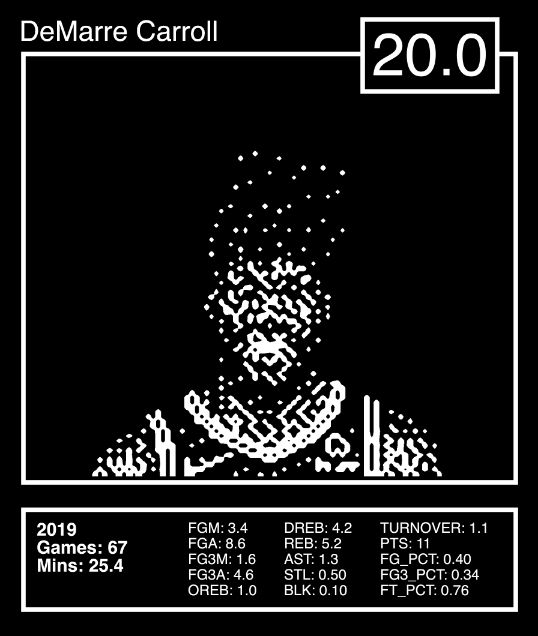 DeMarre Carroll
20.0
2019
Games: 67
Mins: 25.4
FGM: 3.4
FGA: 8.6
FG3M: 1.6
FG3A: 4.6
OREB: 1.0
DREB: 4.2
REB: 5.2
AST: 1.3
STL: 0.50
BLK: 0.10
TURNOVER: 1.1
PTS: 11
FG_PCT: 0.40
FG3_PCT: 0.34
FT_PCT: 0.76